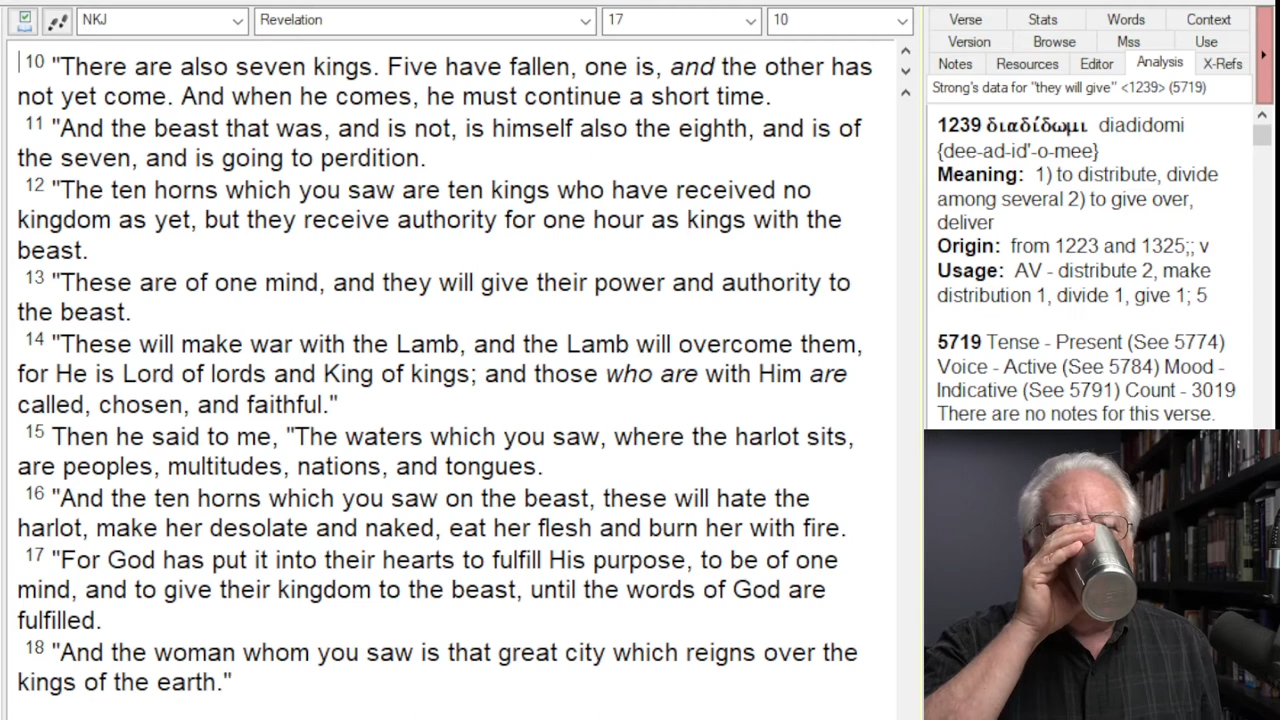 NKJ Revelation 17 10
10 "There are also seven kings. Five have fallen, one is, and the other has
not yet come. And when he comes, he must continue a short time.
11 "And the beast that was, and is not, is himself also the eighth, and is of
the seven, and is going to perdition.
12 "The ten horns which you saw are ten kings who have received no
kingdom as yet, but they receive authority for one hour as kings with the
beast.
13 "These are of one mind, and they will give their power and authority to
the beast.
14 "These will make war with the Lamb, and the Lamb will overcome them,
for He is Lord of lords and King of kings; and those who are with Him are
called, chosen, and faithful."
15 Then he said to me, "The waters which you saw, where the harlot sits,
are peoples, multitudes, nations, and tongues.
16 "And the ten horns which you saw on the beast, these will hate the
harlot, make her desolate and naked, eat her flesh and burn her with fire.
17 "For God has put it into their hearts to fulfill His purpose, to be of one
mind, and to give their kingdom to the beast, until the words of God are
fulfilled.
18 "And the woman whom you saw is that great city which reigns over the
kings of the earth."
Verse Stats Words Context
Version Browse Mss Use
Notes Resources Editor Analysis X-Refs
Strong's data for "they will give" <1239> (5719)
1239 διαδίδωμι diadidomi
{dee-ad-id'-o-mee}
Meaning: 1) to distribute, divide
among several 2) to give over,
deliver
Origin: from 1223 and 1325;; v
Usage: AV - distribute 2, make
distribution 1, divide 1, give 1; 5
5719 Tense - Present (See 5774)
Voice - Active (See 5784) Mood -
Indicative (See 5791) Count - 3019
There are no notes for this verse.